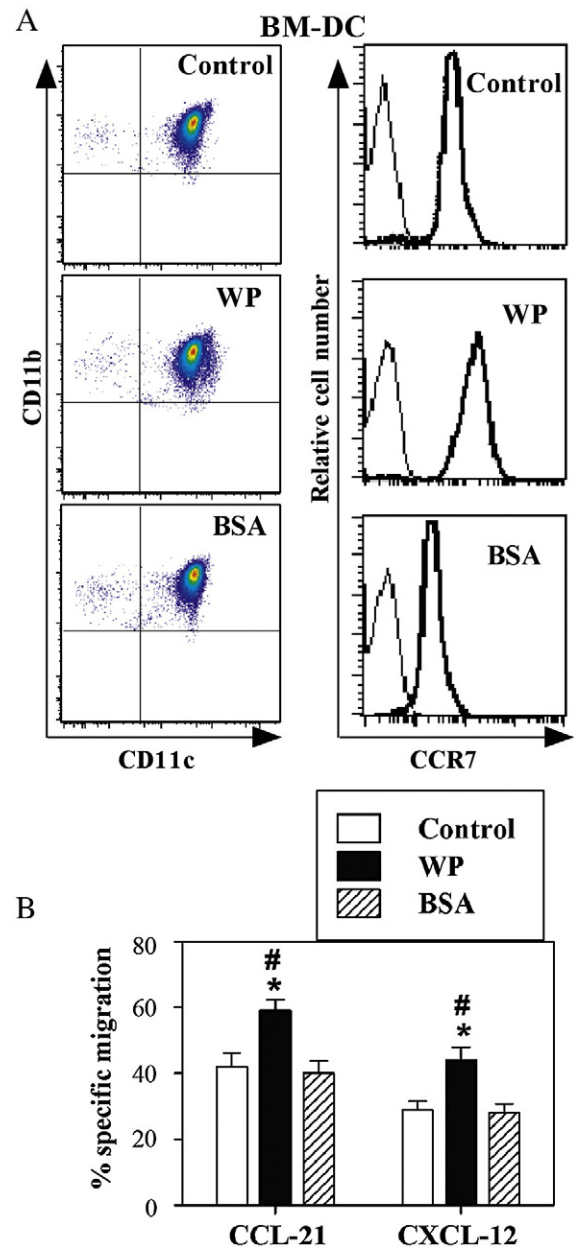 A
BM-DC
Control
WP
BSA
CD11b
CD11c
Control
WP
BSA
Relative cell number
CCR7
B
Control
WP
BSA
% specific migration
80
60
40
20
0
#
*
#
*
CCL-21
CXCL-12